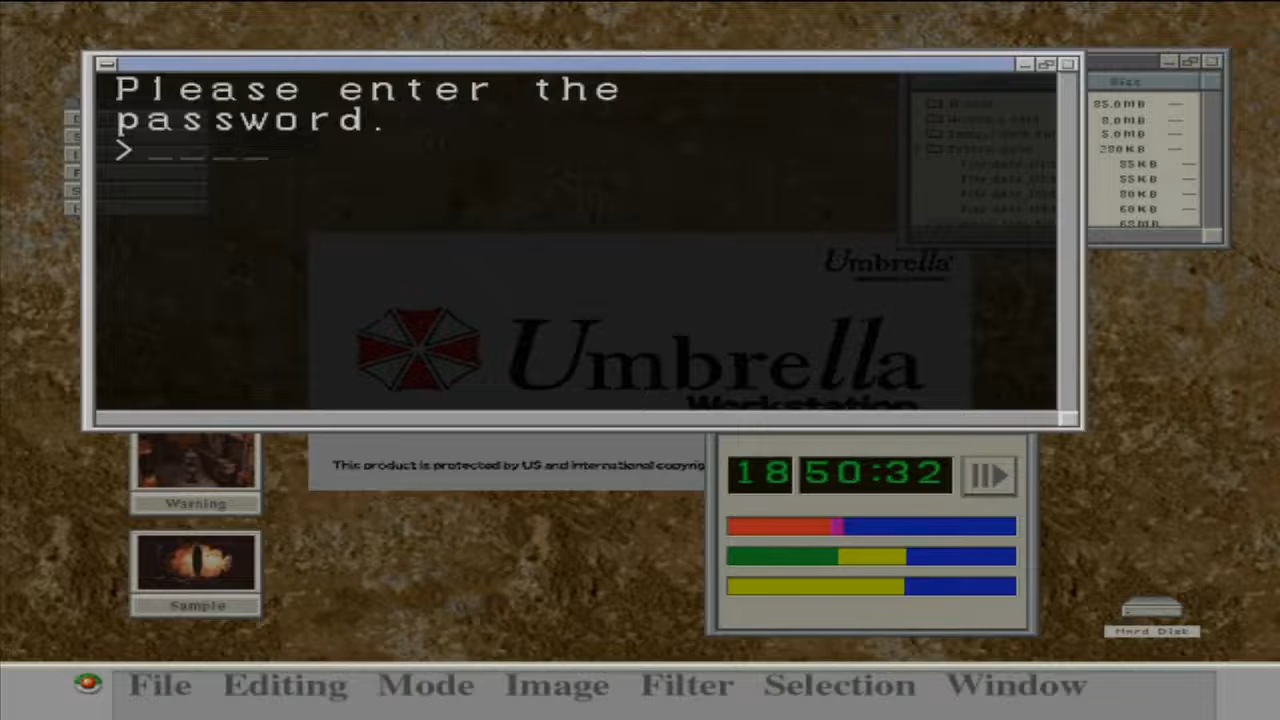 Please enter the
password.
> _ _ _ _
Size
85.0MB
8.0MB
5.0MB
280KB
55KB
80KB
60KB
Umbrella
Umbrella
Workstation
This product is protected by US and international copyrig
Warning
18 50:32
Sample
Hard Disk
File Editing Mode Image Filter Selection Window